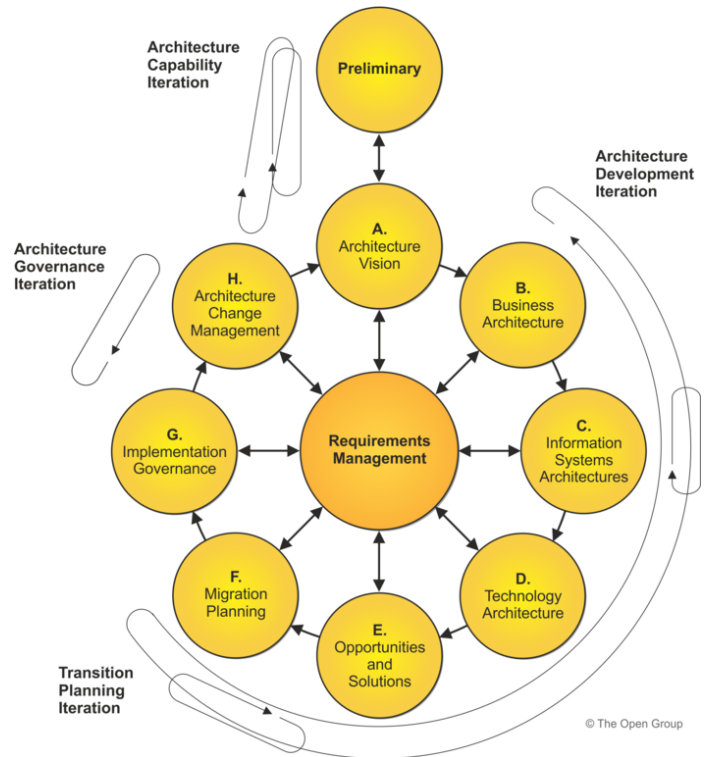 Architecture
Capability
Iteration
Preliminary
Architecture
Development
Iteration
A.
Architecture
Vision
Architecture
Governance
Iteration
H.
Architecture
Change
Management
B.
Business
Architecture
G.
Implementation
Governance
Requirements
Management
C.
Information
Systems
Architectures
F.
Migration
Planning
D.
Technology
Architecture
E.
Opportunities
and
Solutions
Transition
Planning
Iteration
© The Open Group